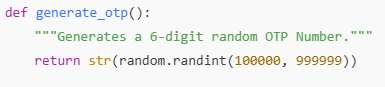 def generate_otp():
    """Generates a 6-digit random OTP Number."""
    return str(random.randint(100000, 999999))